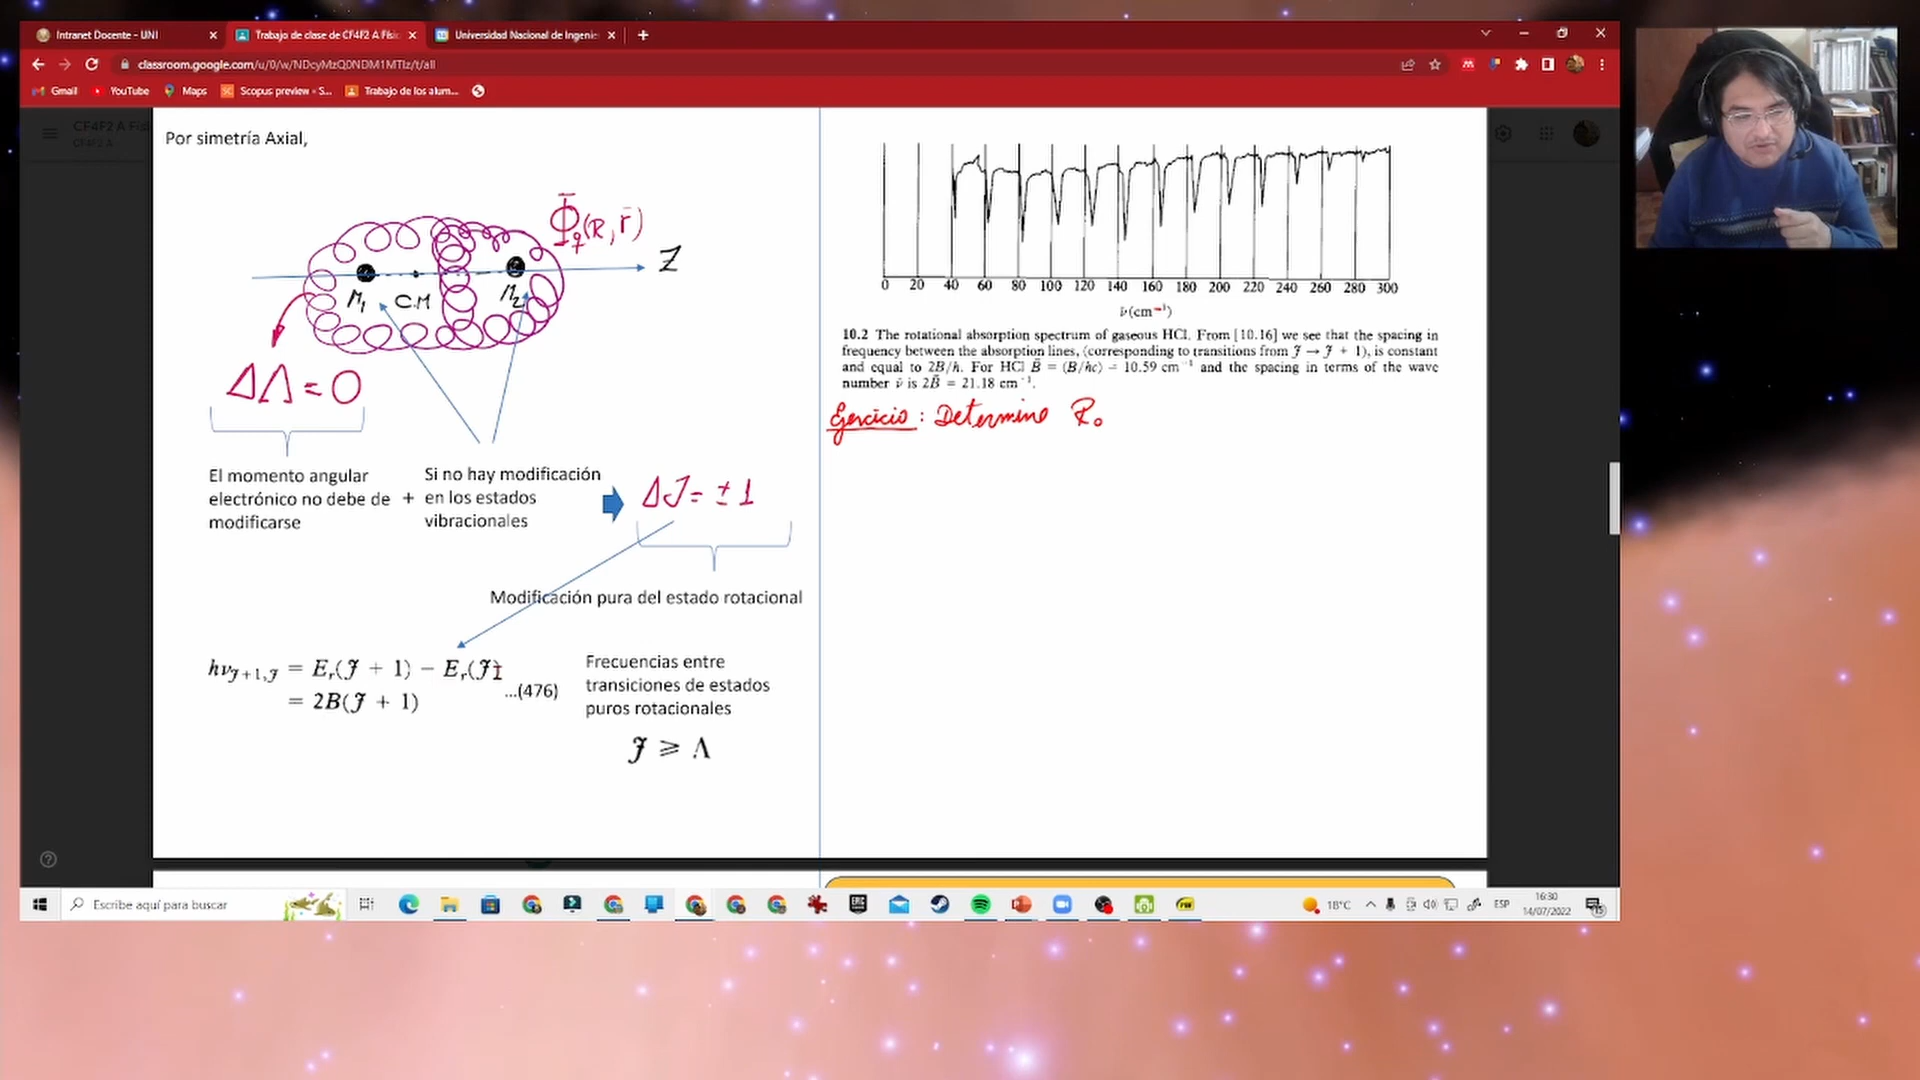 Intranet Docente - UNI
Trabajo de clase de CF4F2 A Físi
Universidad Nacional de Ingenie
classroom.google.com/u/0/w/NDcyMzQ0NDM1MTIz/t/all
Gmail
YouTube
Maps
Scopus preview - S...
Trabajo de los alum...
CF4F2 A Físi
CF4F2 A
Por simetría Axial,
Φ̄q(R, r̄)
Z
M1
C.M
M2
ΔΛ = 0
El momento angular
electrónico no debe de
modificarse
+
Si no hay modificación
en los estados
vibracionales
ΔJ = ± 1
Modificación pura del estado rotacional
hν𝒥+1,𝒥 = Er(𝒥 + 1) − Er(𝒥)
= 2B(𝒥 + 1)
...(476)
Frecuencias entre
transiciones de estados
puros rotacionales
𝒥 ⩾ Λ
0 20 40 60 80 100 120 140 160 180 200 220 240 260 280 300
ν̃ (cm⁻¹)
10.2 The rotational absorption spectrum of gaseous HCl. From [10.16] we see that the spacing in
frequency between the absorption lines, (corresponding to transitions from 𝒥 → 𝒥 + 1), is constant
and equal to 2B/h. For HCl B̃ = (B/hc) = 10.59 cm⁻¹ and the spacing in terms of the wave
number ν̃ is 2B̃ = 21.18 cm⁻¹.
Ejercicio : Determine R₀
Escribe aquí para buscar
18°C
ESP
16:30
14/07/2022